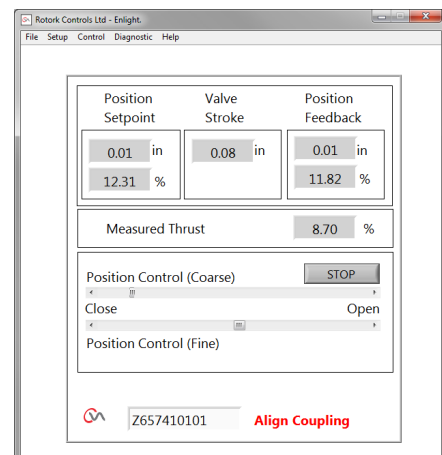 Rotork Controls Ltd - Enlight.
File Setup Control Diagnostic Help
Position Setpoint Valve Stroke Position Feedback
0.01 in 0.08 in 0.01 in
12.31 % 11.82 %
Measured Thrust 8.70 %
Position Control (Coarse) STOP
Close Open
Position Control (Fine)
Z657410101 Align Coupling